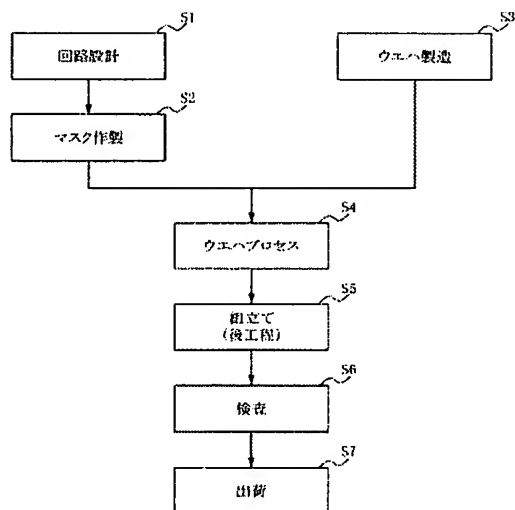 S1
回路設計
S3
ウエハ製造
S2
マスク作製
S4
ウエハプロセス
S5
組立て
(後工程)
S6
検査
S7
出荷